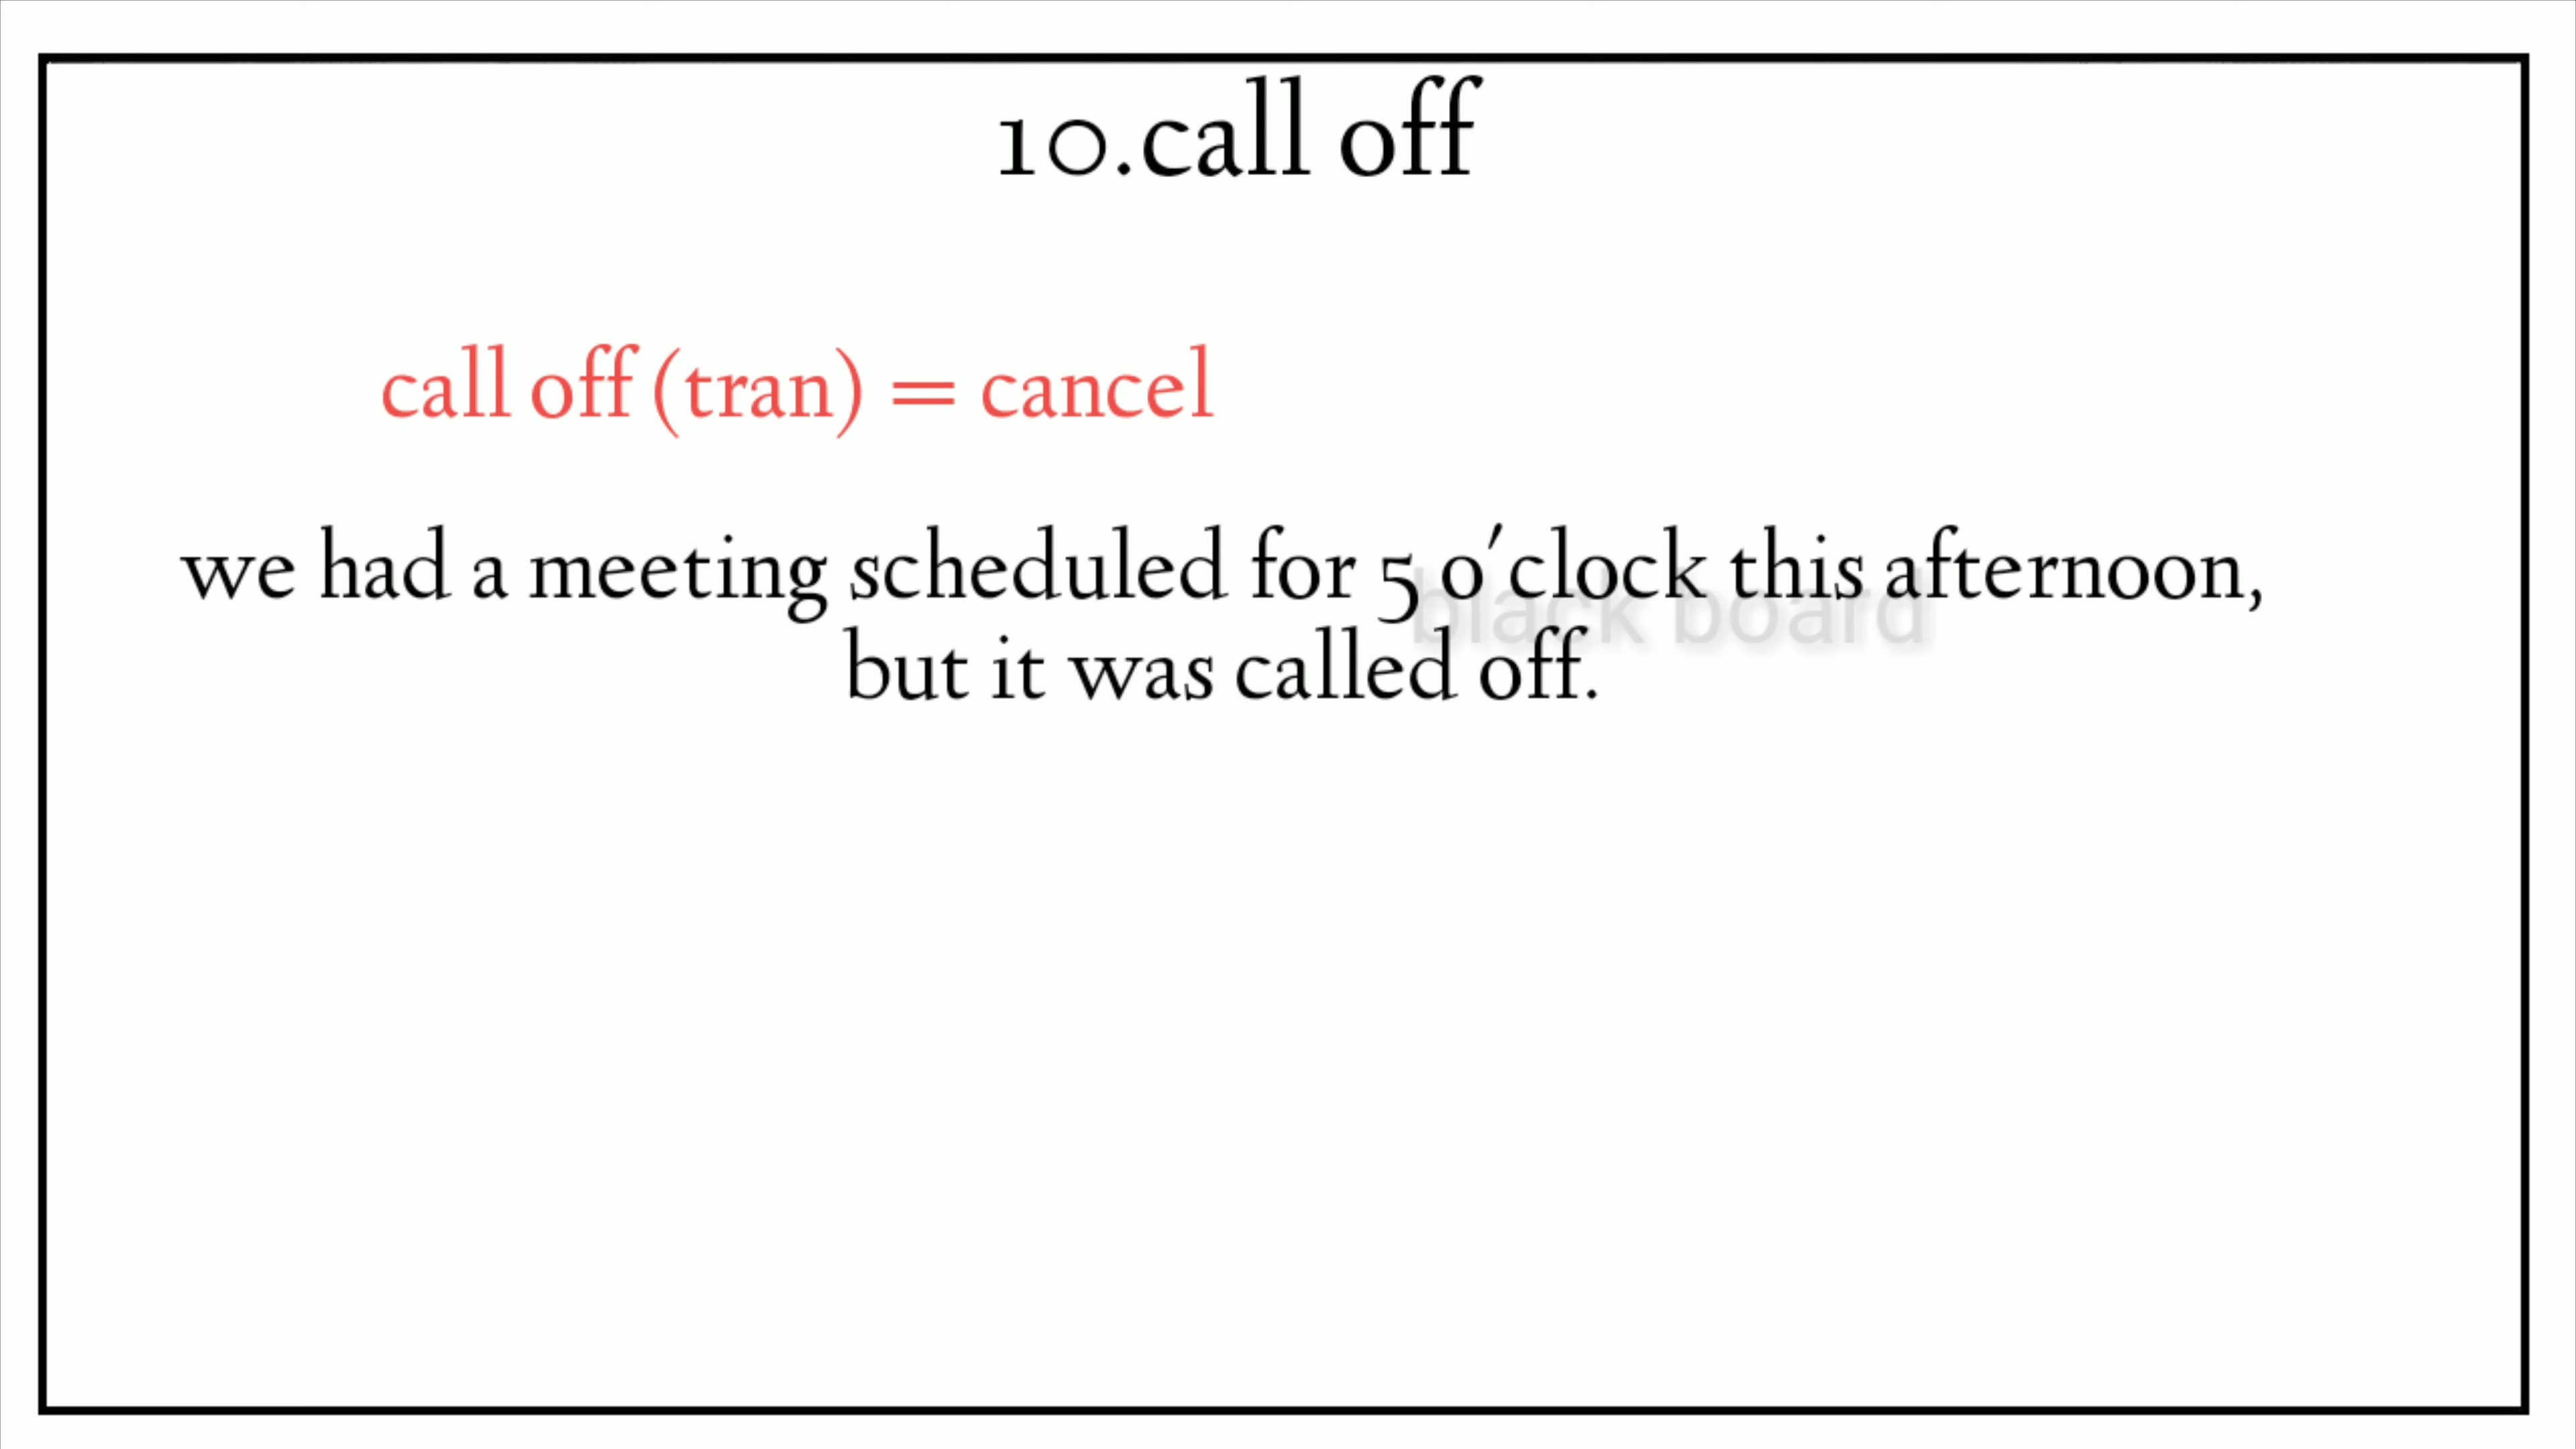 10.call off
call off (tran) = cancel
we had a meeting scheduled for 5 o'clock this afternoon,
but it was called off.
black board